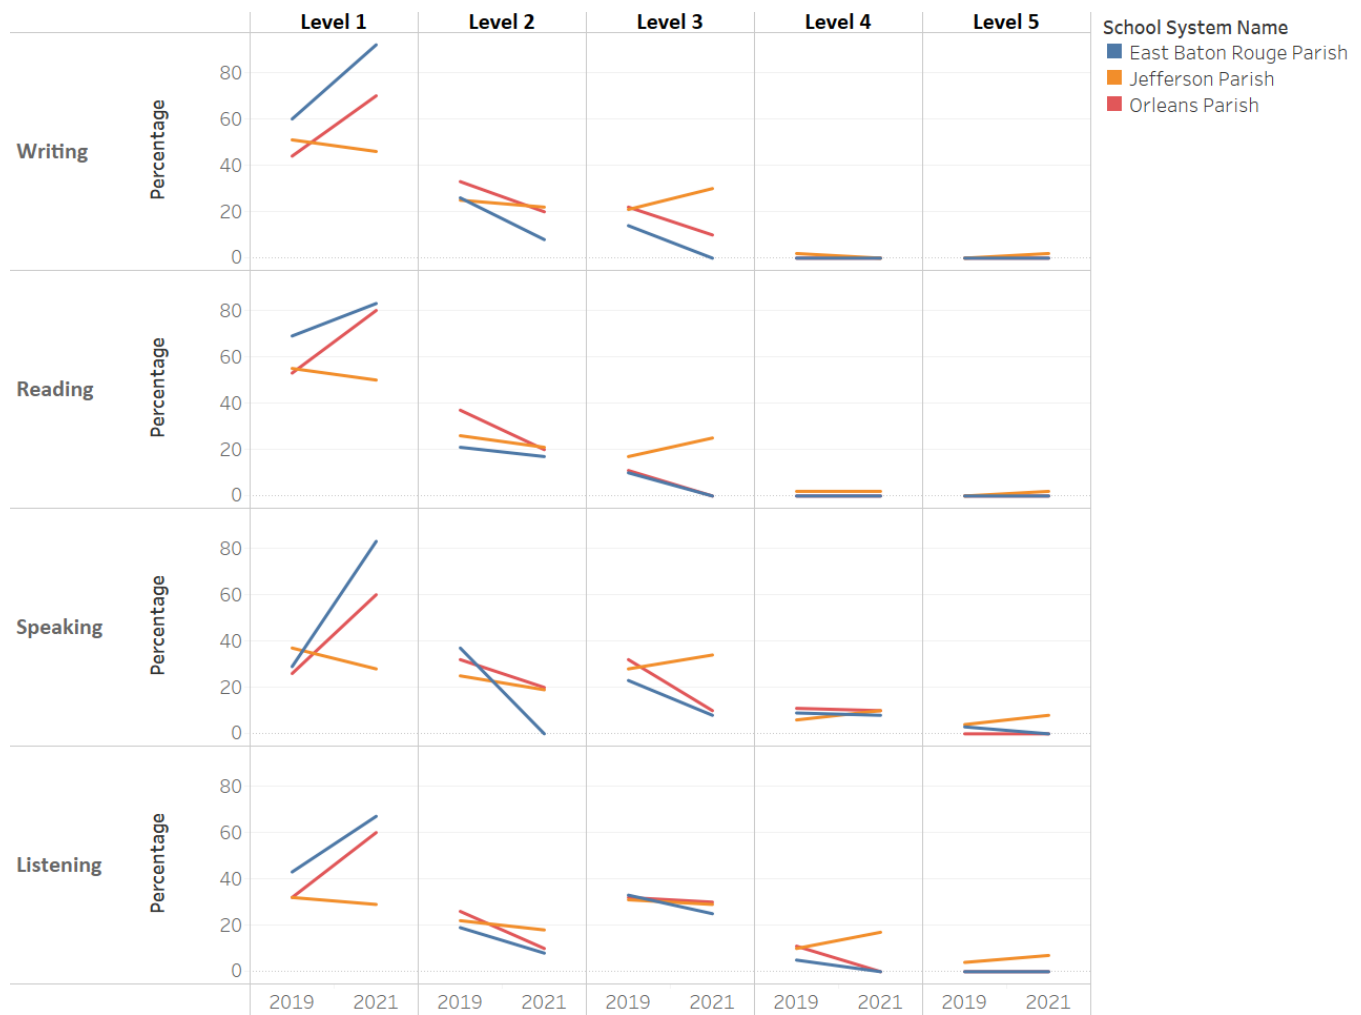 Level 1 Level 2 Level 3 Level 4 Level 5
School System Name
East Baton Rouge Parish
Jefferson Parish
Orleans Parish
Writing
Percentage
80
60
40
20
0
Reading
Percentage
80
60
40
20
0
Speaking
Percentage
80
60
40
20
0
Listening
Percentage
80
60
40
20
0
2019 2021 2019 2021 2019 2021 2019 2021 2019 2021